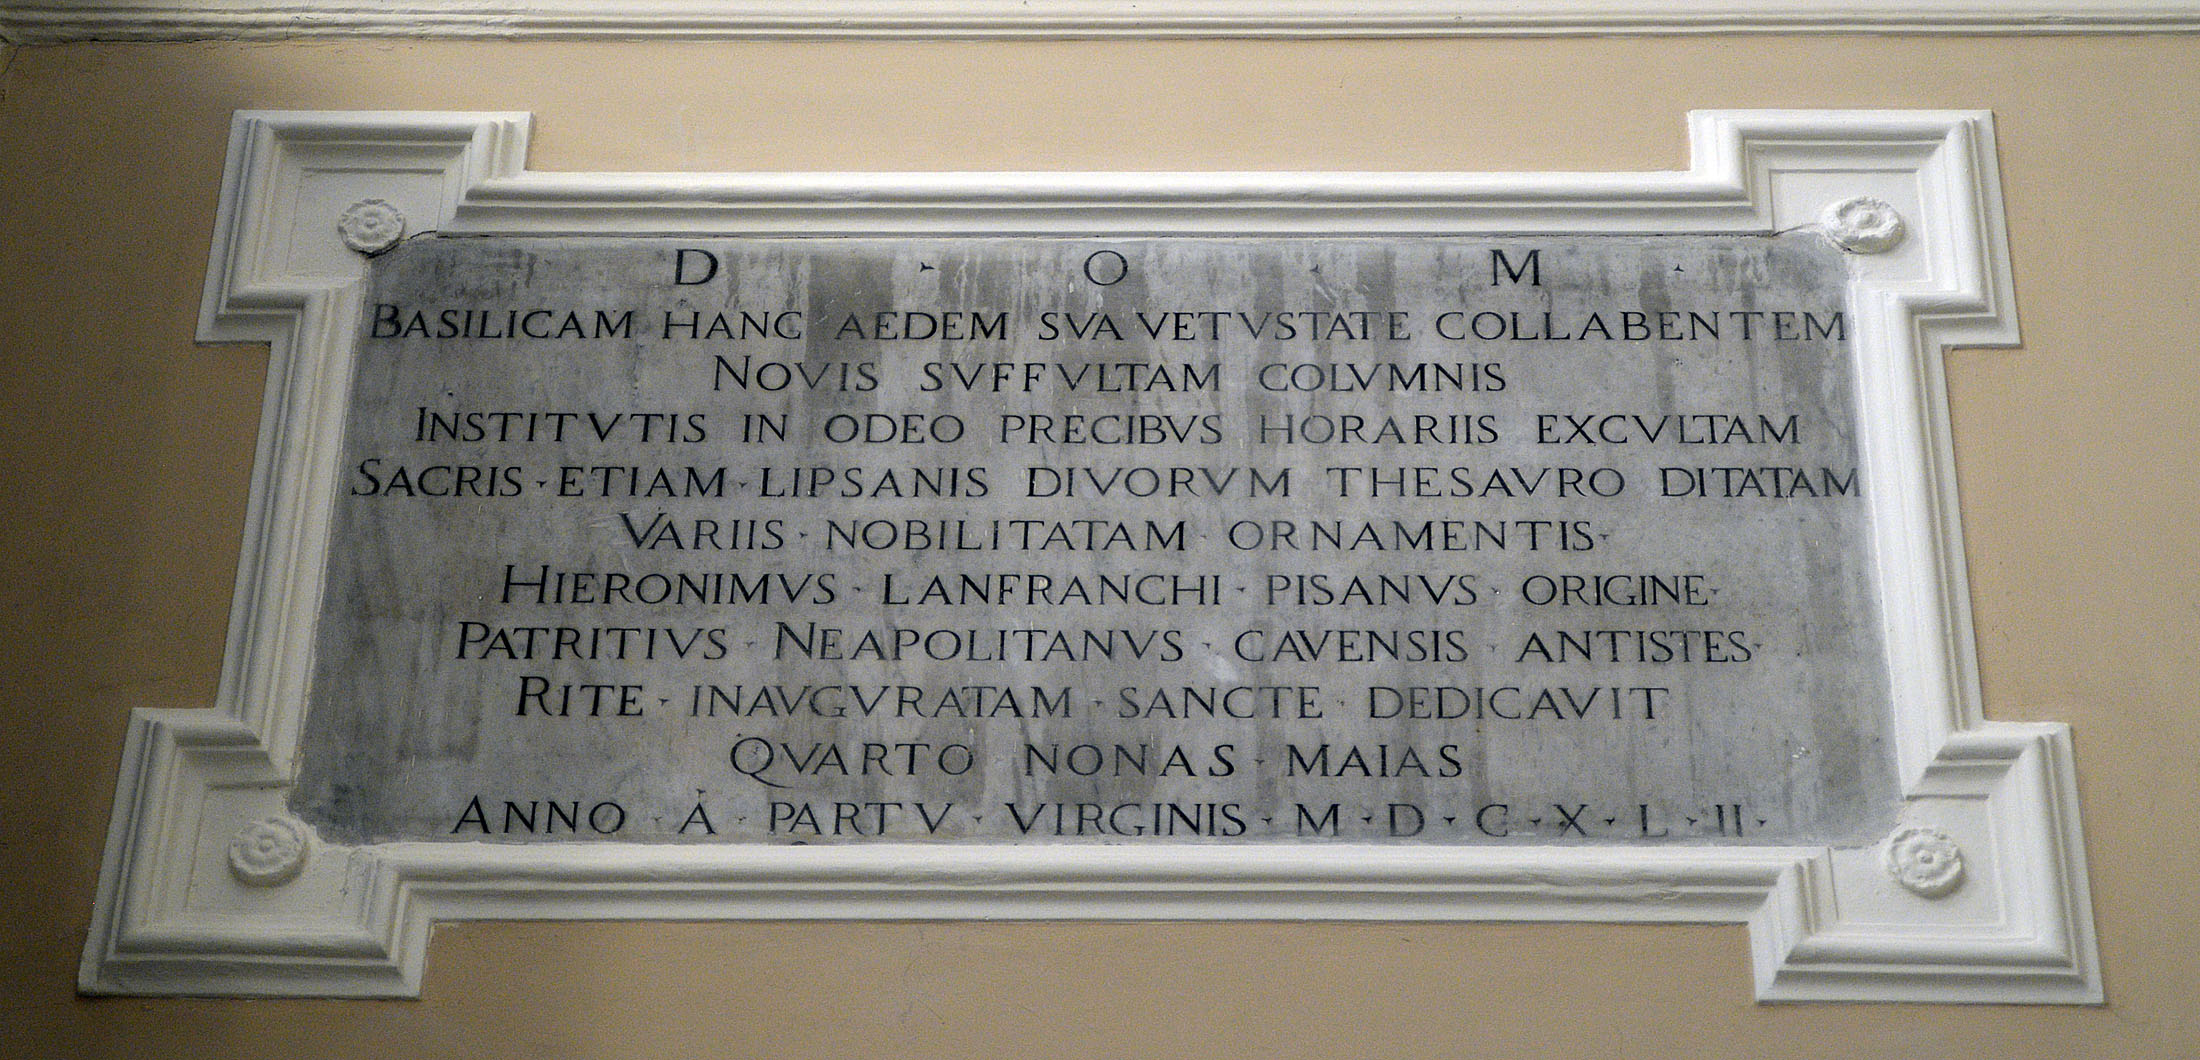 D · O · M ·
BASILICAM HANC AEDEM SVA VETVSTATE COLLABENTEM
NOVIS SVFFVLTAM COLVMNIS
INSTITVTIS IN ODEO PRECIBVS HORARIIS EXCVLTAM
SACRIS · ETIAM · LIPSANIS DIVORVM THESAVRO DITATAM
VARIIS · NOBILITATAM · ORNAMENTIS ·
HIERONIMVS · LANFRANCHI · PISANVS · ORIGINE ·
PATRITIVS · NEAPOLITANVS · CAVENSIS · ANTISTES ·
RITE · INAVGVRATAM · SANCTE · DEDICAVIT
QVARTO · NONAS · MAIAS
ANNO · À · PARTV · VIRGINIS · M · D · C · X · L · II ·